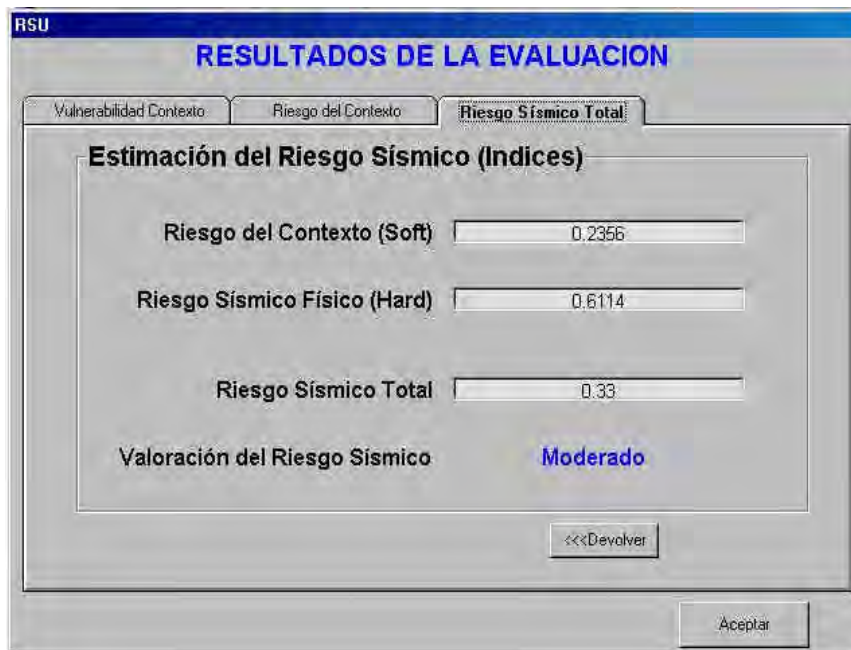 RSU
RESULTADOS DE LA EVALUACION
Vulnerabilidad Contexto Riesgo del Contexto Riesgo Sísmico Total
Estimación del Riesgo Sísmico (Indices)
Riesgo del Contexto (Soft) 0.2356
Riesgo Sísmico Físico (Hard) 0.6114
Riesgo Sísmico Total 0.33
Valoración del Riesgo Sísmico Moderado
<<<Devolver
Aceptar